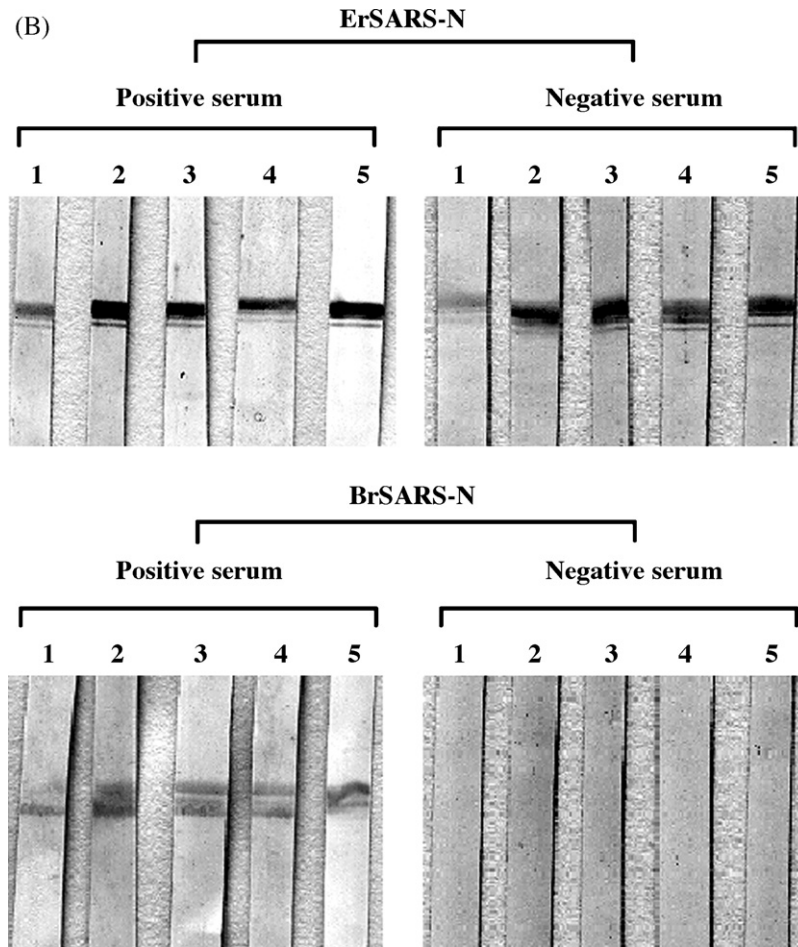 (B)
ErSARS-N
Positive serum Negative serum
1 2 3 4 5 1 2 3 4 5
BrSARS-N
Positive serum Negative serum
1 2 3 4 5 1 2 3 4 5